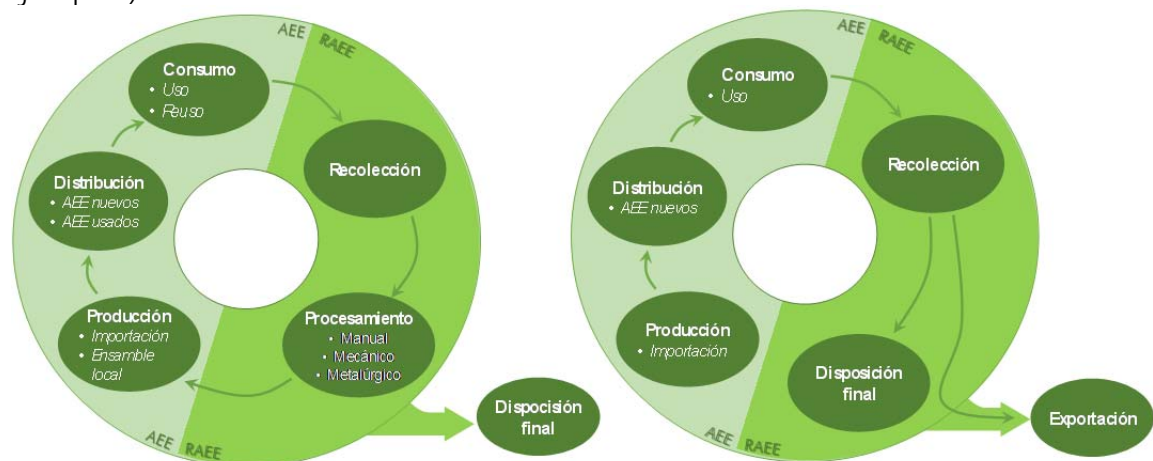 AEE RAEE
Consumo
• Uso
• Reuso
Recolección
Distribución
• AEE nuevos
• AEE usados
Producción
• Importación
• Ensamble
local
Procesamiento
• Manual
• Mecánico
• Metalúrgico
Dispocisión
final
AEE RAEE
AEE RAEE
Consumo
• Uso
Recolección
Distribución
• AEE nuevos
Producción
• Importación
Disposición
final
Exportación
AEE RAEE